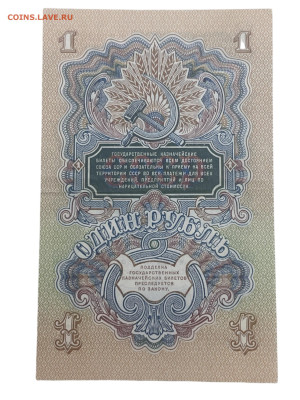 COINS.LAVE.RU
1 1
ГОСУДАРСТВЕННЫЕ КАЗНАЧЕЙСКИЕ
БИЛЕТЫ ОБЕСПЕЧИВАЮТСЯ ВСЕМ ДОСТОЯНИЕМ
СОЮЗА ССР И ОБЯЗАТЕЛЬНЫ К ПРИЕМУ НА ВСЕЙ
ТЕРРИТОРИИ СССР ВО ВСЕ ПЛАТЕЖИ ДЛЯ ВСЕХ
УЧРЕЖДЕНИЙ, ПРЕДПРИЯТИЙ И ЛИЦ ПО
НАРИЦАТЕЛЬНОЙ СТОИМОСТИ.
ОДИН РУБЛЬ
ПОДДЕЛКА
ГОСУДАРСТВЕННЫХ
КАЗНАЧЕЙСКИХ БИЛЕТОВ
ПРЕСЛЕДУЕТСЯ
ПО ЗАКОНУ.
1 1